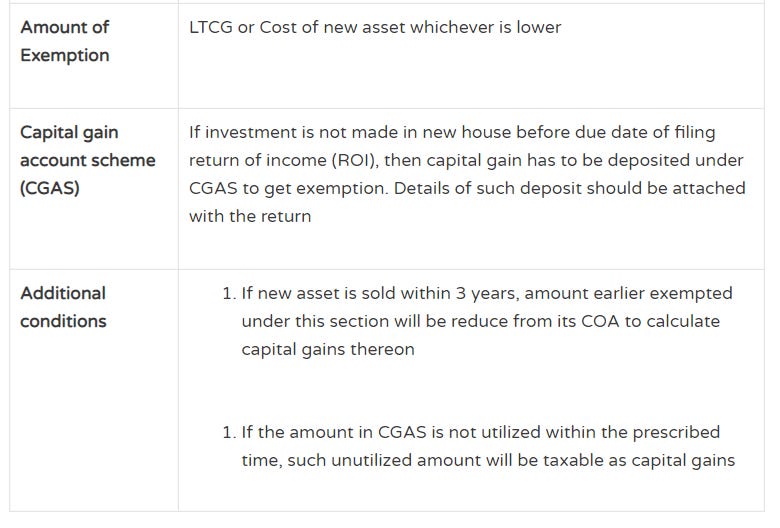 Amount of
Exemption
LTCG or Cost of new asset whichever is lower
Capital gain
account scheme
(CGAS)
If investment is not made in new house before due date of filing
return of income (ROI), then capital gain has to be deposited under
CGAS to get exemption. Details of such deposit should be attached
with the return
Additional
conditions
1. If new asset is sold within 3 years, amount earlier exempted
under this section will be reduce from its COA to calculate
capital gains thereon
1. If the amount in CGAS is not utilized within the prescribed
time, such unutilized amount will be taxable as capital gains